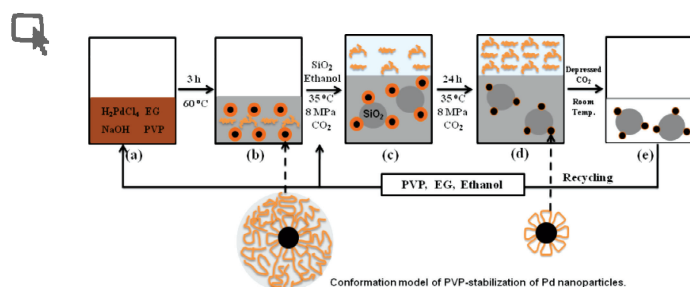 H₂PdCl₄ EG
NaOH PVP
(a)
3 h
60 °C
(b)
SiO₂
Ethanol
35 °C
8 MPa
CO₂
SiO₂
(c)
24 h
35 °C
8 MPa
CO₂
(d)
Depressed
CO₂
Room
Temp.
(e)
PVP, EG, Ethanol
Recycling
Conformation model of PVP-stabilization of Pd nanoparticles.